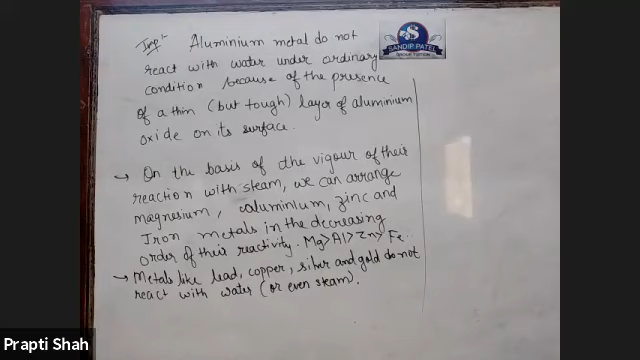 Imp:- Aluminium metal do not
react with water under ordinary
condition because of the presence
of a thin (but tough) layer of aluminium
oxide on its surface.
→ On the basis of the vigour of their
reaction with steam, we can arrange
magnesium, caluminium, zinc and
Iron metals in the decreasing
order of their reactivity. Mg>Al>Zn>Fe..
→ Metals like lead, copper, silver and gold do not
react with water (or even steam).
SANDIP PATEL
GROUP TUITION
Prapti Shah